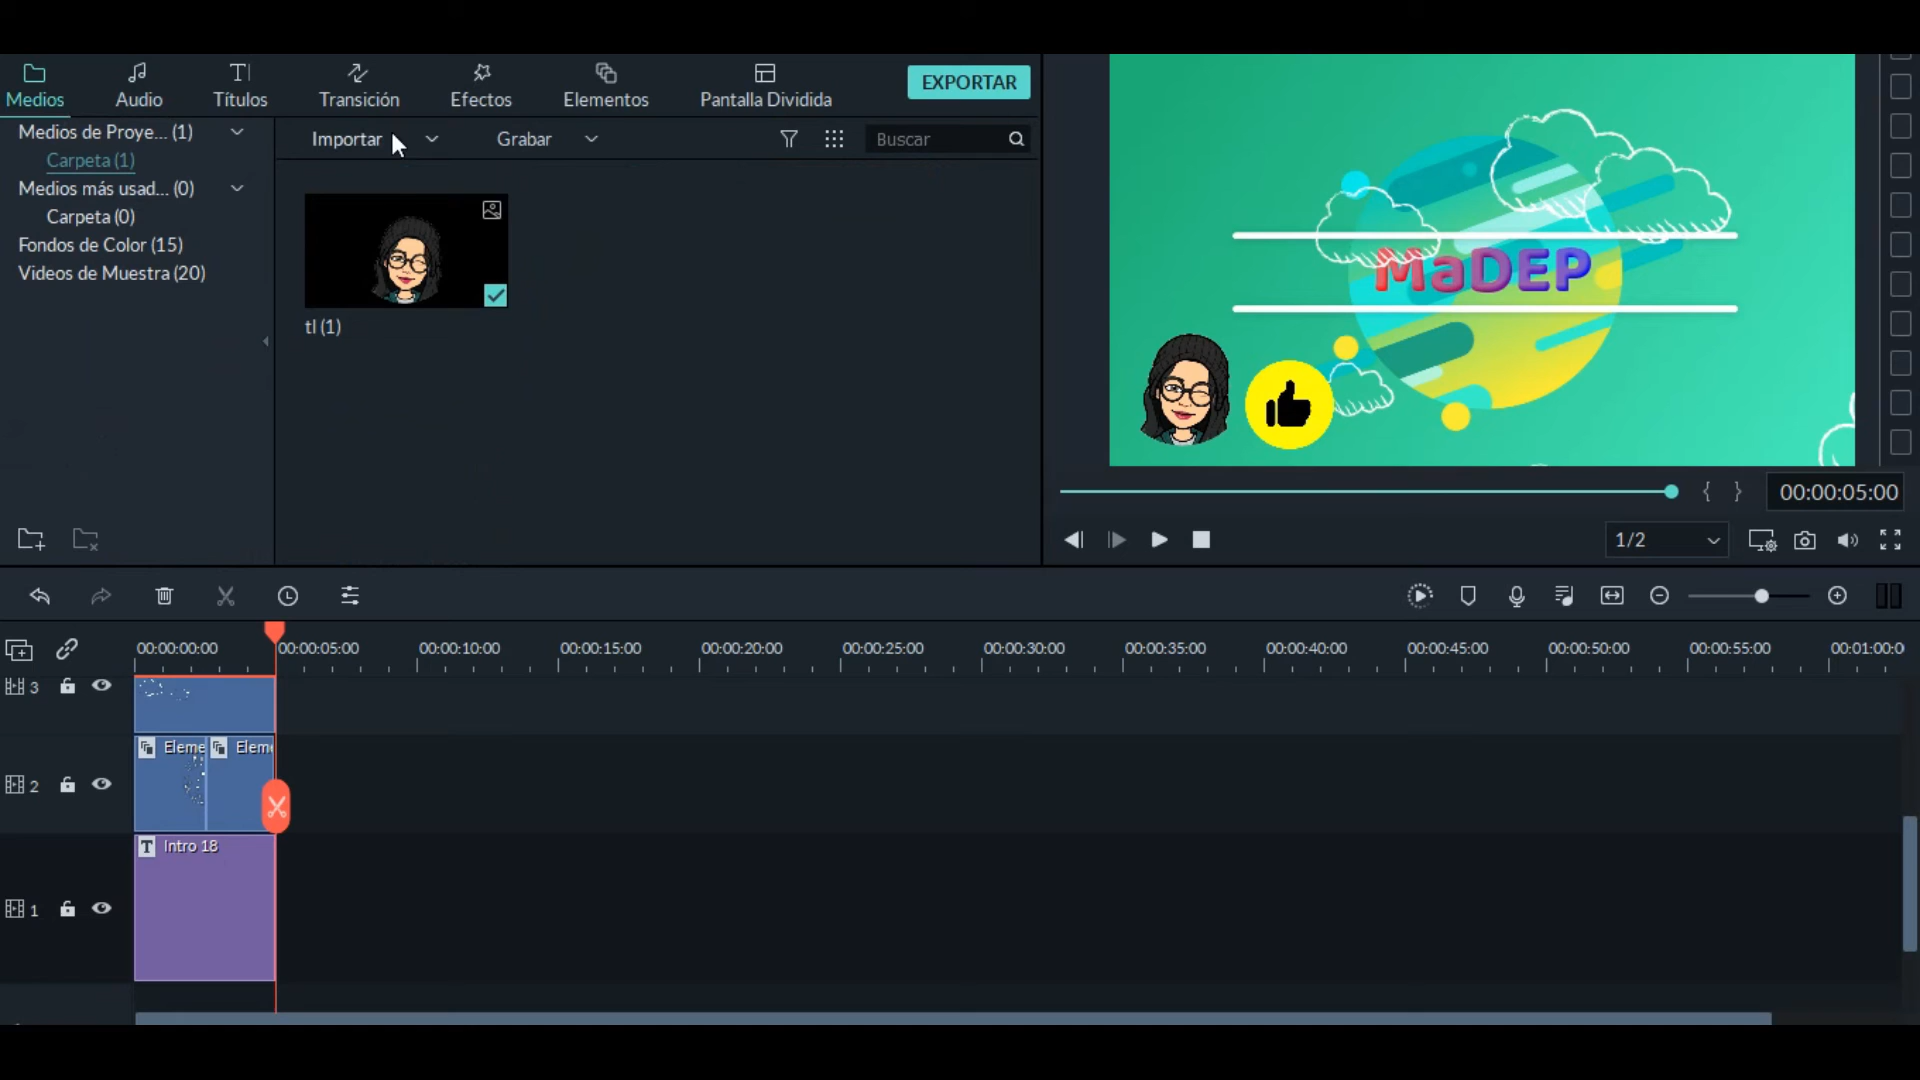 Medios
Audio
Títulos
Transición
Efectos
Elementos
Pantalla Dividida
EXPORTAR
Medios de Proye... (1)
Carpeta (1)
Medios más usad... (0)
Carpeta (0)
Fondos de Color (15)
Videos de Muestra (20)
Importar
Grabar
Buscar
tl (1)
MaDEP
00:00:05:00
1/2
00:00:00:00
00:00:05:00
00:00:10:00
00:00:15:00
00:00:20:00
00:00:25:00
00:00:30:00
00:00:35:00
00:00:40:00
00:00:45:00
00:00:50:00
00:00:55:00
00:01:00:0
3
2
Eleme
Elem
1
T Intro 18